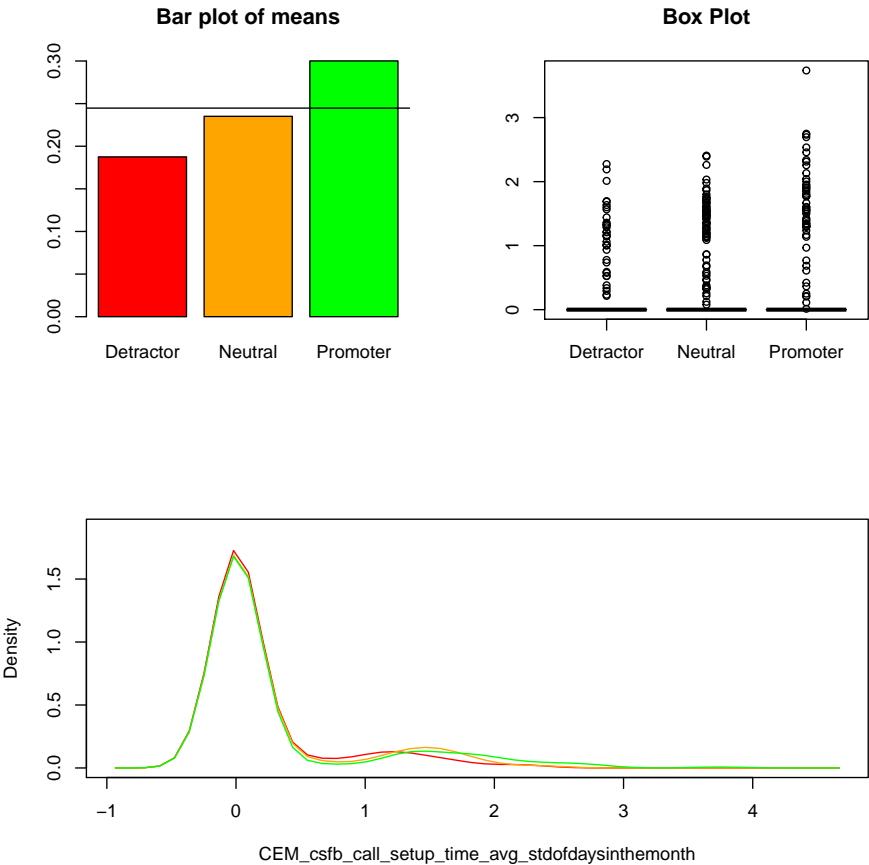 Bar plot of means
0.00 0.10 0.20 0.30
Detractor Neutral Promoter
Box Plot
0 1 2 3
Detractor Neutral Promoter
Density
0.0 0.5 1.0 1.5
−1 0 1 2 3 4
CEM_csfb_call_setup_time_avg_stdofdaysinthemonth